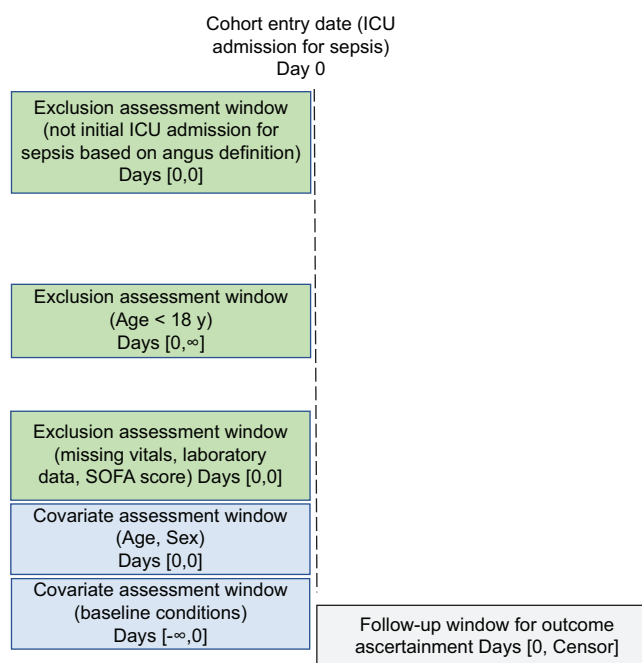 Cohort entry date (ICU
admission for sepsis)
Day 0
Exclusion assessment window
(not initial ICU admission for
sepsis based on angus definition)
Days [0,0]
Exclusion assessment window
(Age < 18 y)
Days [0,∞]
Exclusion assessment window
(missing vitals, laboratory
data, SOFA score) Days [0,0]
Covariate assessment window
(Age, Sex)
Days [0,0]
Covariate assessment window
(baseline conditions)
Days [-∞,0]
Follow-up window for outcome
ascertainment Days [0, Censor]